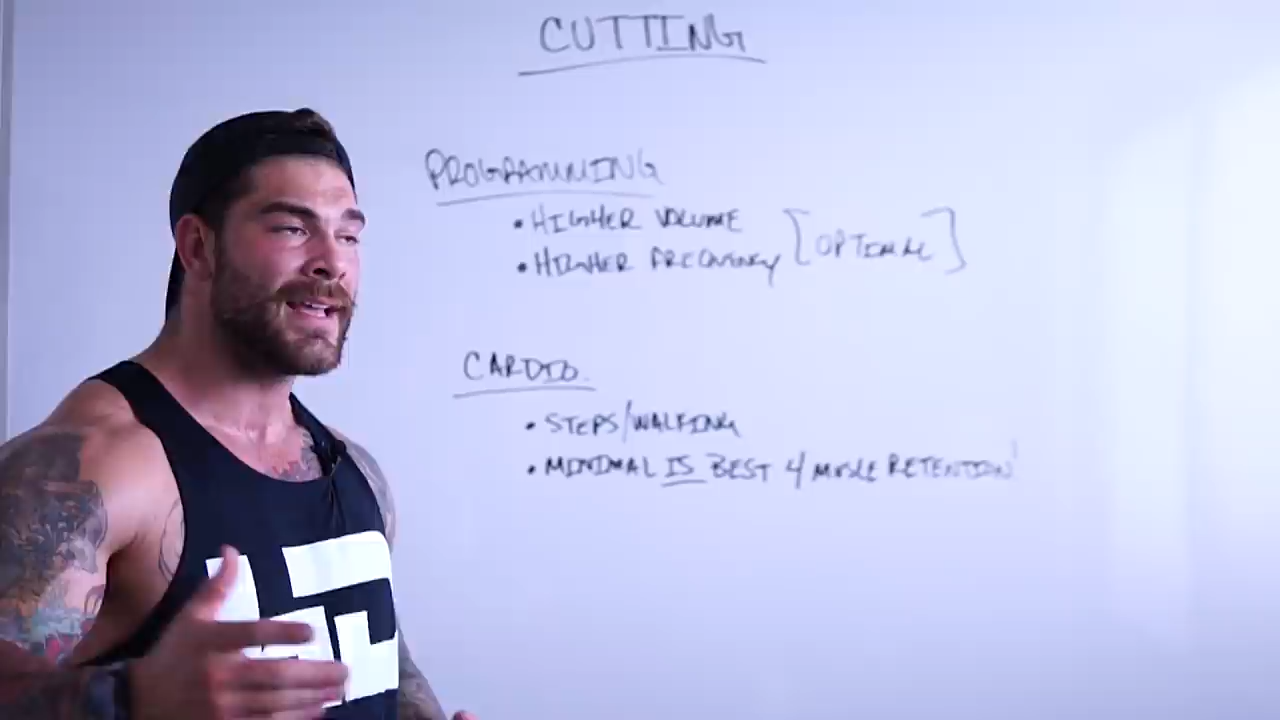 CUTTING
PROGRAMMING
• HIGHER VOLUME
• HIGHER FREQUENCY [OPTIMAL]
CARDIO.
• STEPS/WALKING
• MINIMAL IS BEST 4 MUSCLE RETENTION